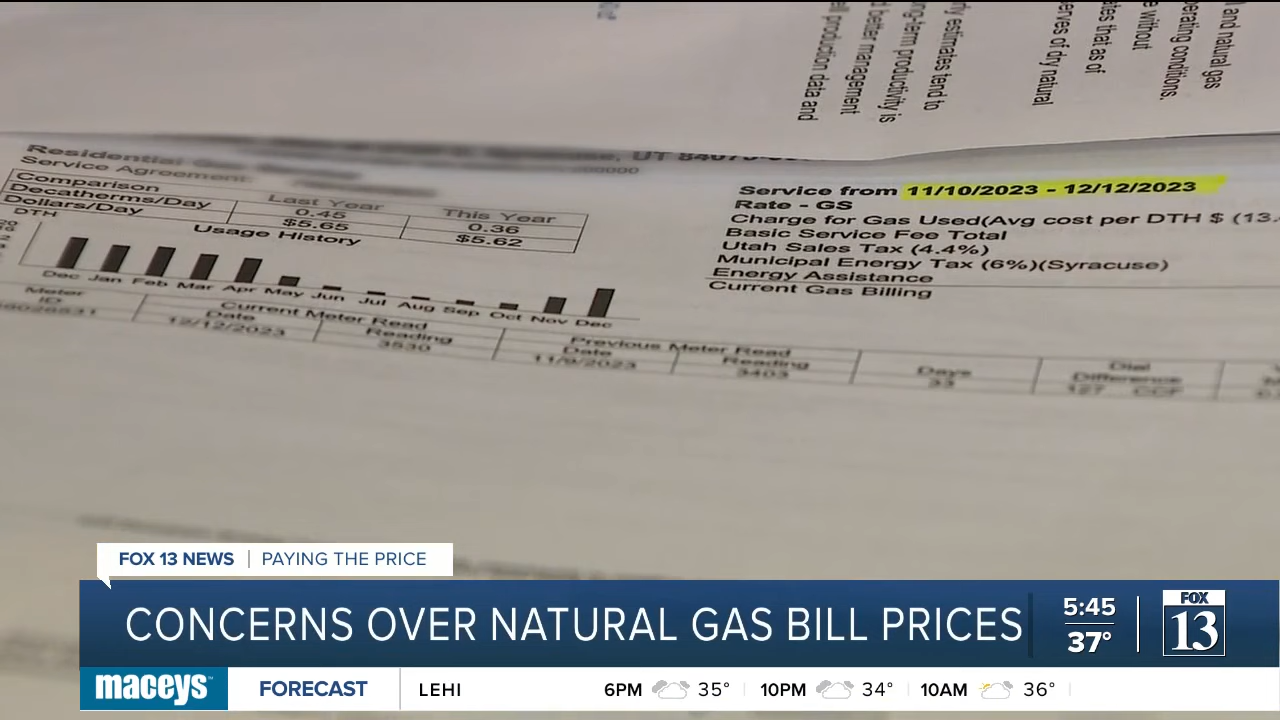 l and natural gas
perating conditions.
e without
ates that as of
erves of dry natural
rly estimates tend to
ng-term productivity is
d better management
ell production data and
UT
Residential Gas
Service Agreement:
Comparison Last Year This Year
Decatherms/Day 0.45 0.36
Dollars/Day $5.65 $5.62
DTH Usage History
Dec Jan Feb Mar Apr May Jun Jul Aug Sep Oct Nov Dec
Service from 11/10/2023 - 12/12/2023
Rate - GS
Charge for Gas Used(Avg cost per DTH $ (13.
Basic Service Fee Total
Utah Sales Tax (4.4%)
Municipal Energy Tax (6%)(Syracuse)
Energy Assistance
Current Gas Billing
Meter Current Meter Read Previous Meter Read
ID Date Reading Date Reading Days Dial Difference
12/12/2023 3530 11/9/2023 3403 33 127 CCF
FOX 13 NEWS | PAYING THE PRICE
CONCERNS OVER NATURAL GAS BILL PRICES
5:45
37°
FOX
13
maceys FORECAST LEHI 6PM 35° 10PM 34° 10AM 36°